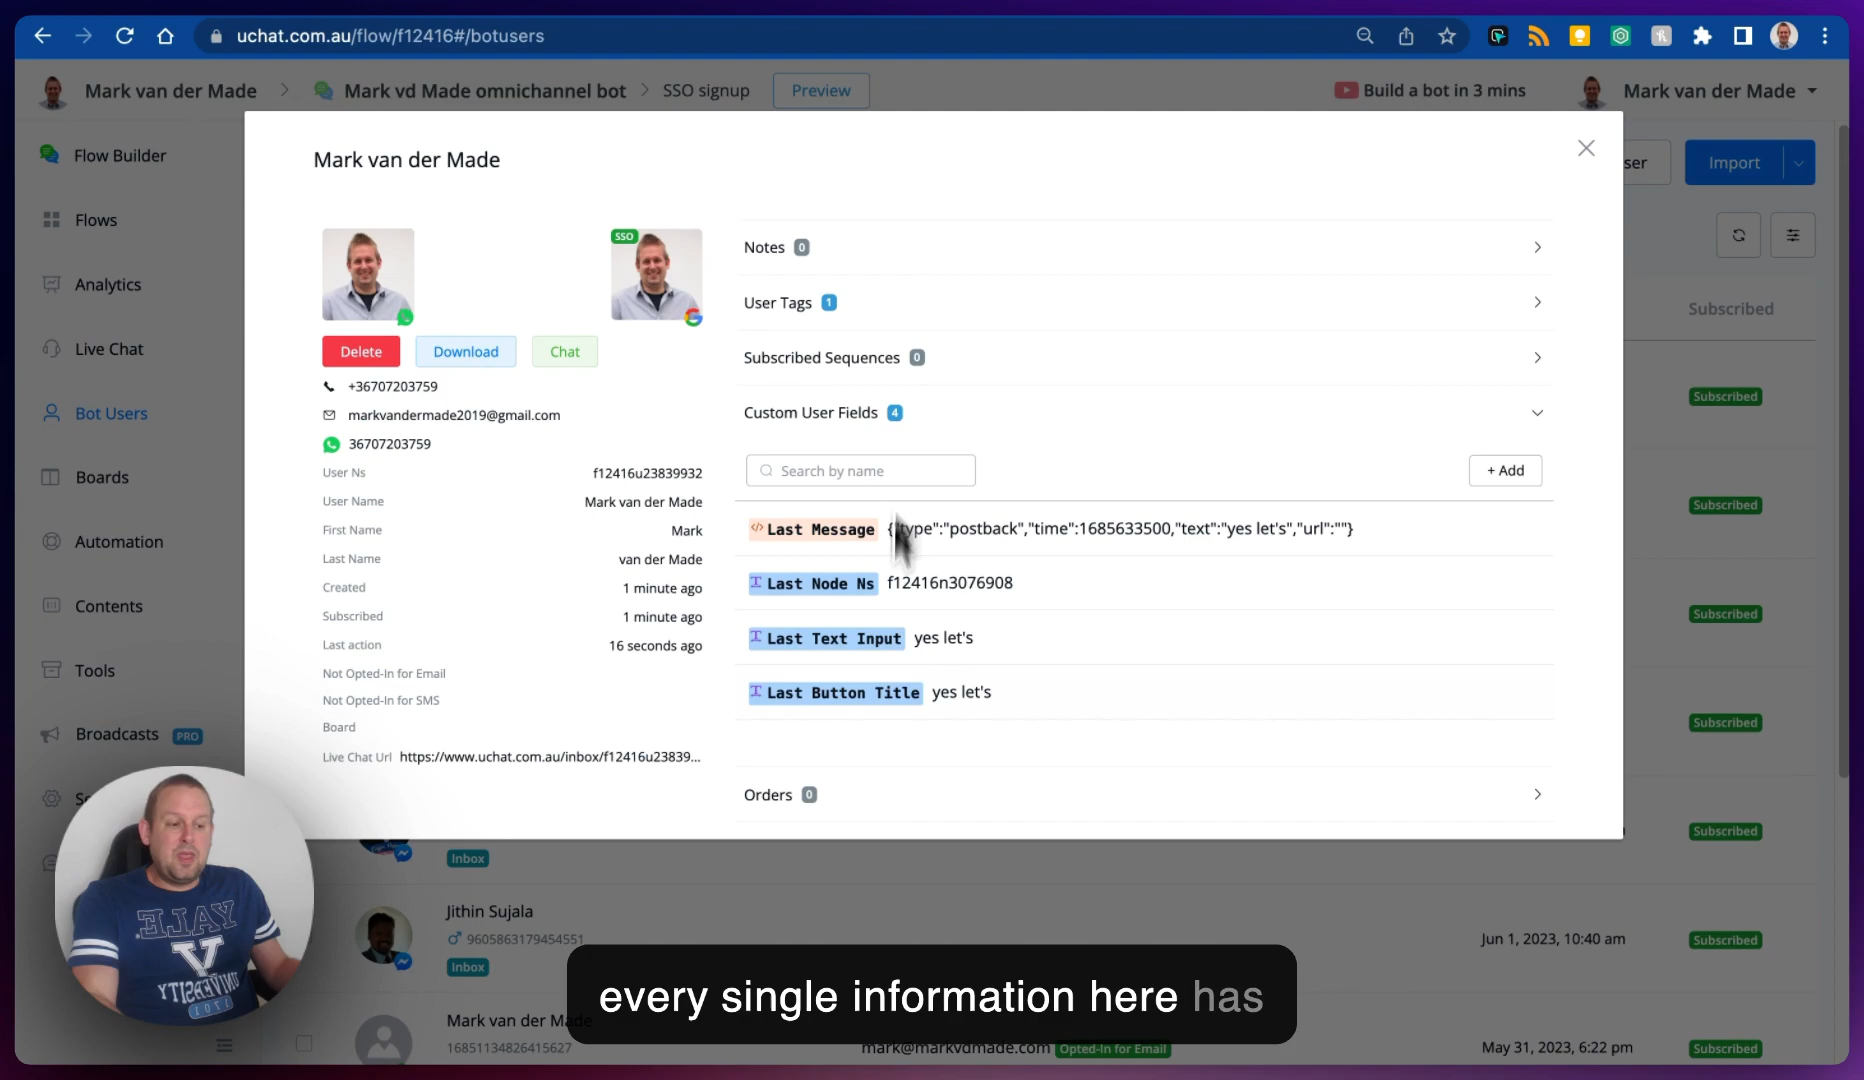 uchat.com.au/flow/f12416#/botusers
Mark van der Made
Mark vd Made omnichannel bot
SSO signup
Preview
Build a bot in 3 mins
Mark van der Made
Flow Builder
Flows
Analytics
Live Chat
Bot Users
Boards
Automation
Contents
Tools
Broadcasts PRO
Mark van der Made
SSO
Delete
Download
Chat
+36707203759
markvandermade2019@gmail.com
36707203759
User Ns f12416u23839932
User Name Mark van der Made
First Name Mark
Last Name van der Made
Created 1 minute ago
Subscribed 1 minute ago
Last action 16 seconds ago
Not Opted-In for Email
Not Opted-In for SMS
Board
Live Chat Url https://www.uchat.com.au/inbox/f12416u23839...
Notes 0
User Tags 1
Subscribed Sequences 0
Custom User Fields 4
Search by name
+ Add
Last Message {"type":"postback","time":1685633500,"text":"yes let's","url":""}
Last Node Ns f12416n3076908
Last Text Input yes let's
Last Button Title yes let's
Orders 0
ser
Import
Subscribed
Subscribed
Subscribed
Subscribed
Subscribed
Subscribed
Inbox
Jithin Sujala
9605863179454551
Inbox
Jun 1, 2023, 10:40 am
Subscribed
Mark van der Made
16851134826415627
mark@markvdmade.com Opted-In for Email
May 31, 2023, 6:22 pm
Subscribed
YALE
UNIVERSITY
1701
every single information here has